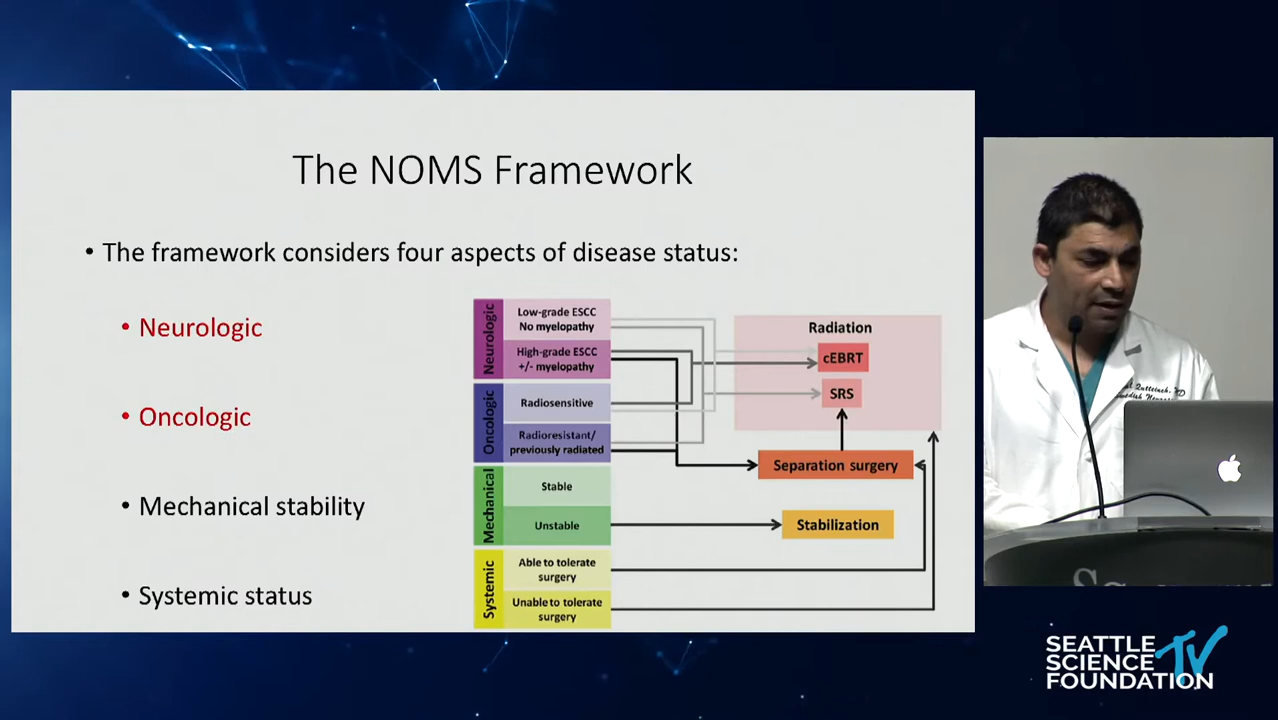 The NOMS Framework
• The framework considers four aspects of disease status:
• Neurologic
• Oncologic
• Mechanical stability
• Systemic status
Neurologic
Low-grade ESCC
No myelopathy
High-grade ESCC
+/- myelopathy
Oncologic
Radiosensitive
Radioresistant/
previously radiated
Mechanical
Stable
Unstable
Systemic
Able to tolerate
surgery
Unable to tolerate
surgery
Radiation
cEBRT
SRS
Separation surgery
Stabilization
SEATTLE
SCIENCE
FOUNDATION
TV